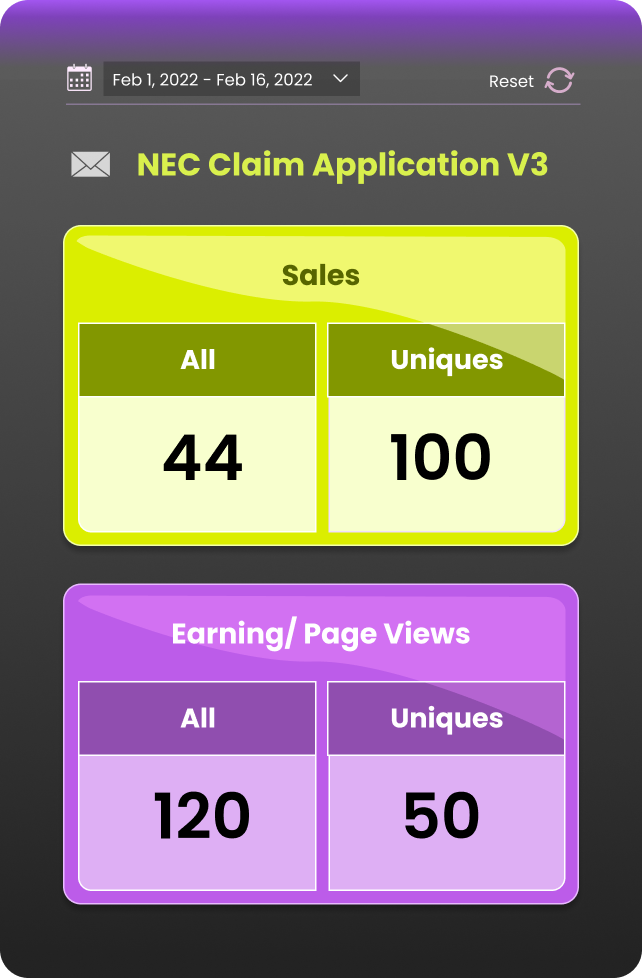 Feb 1, 2022 - Feb 16, 2022
Reset
NEC Claim Application V3
Sales
All
Uniques
44
100
Earning/ Page Views
All
Uniques
120
50